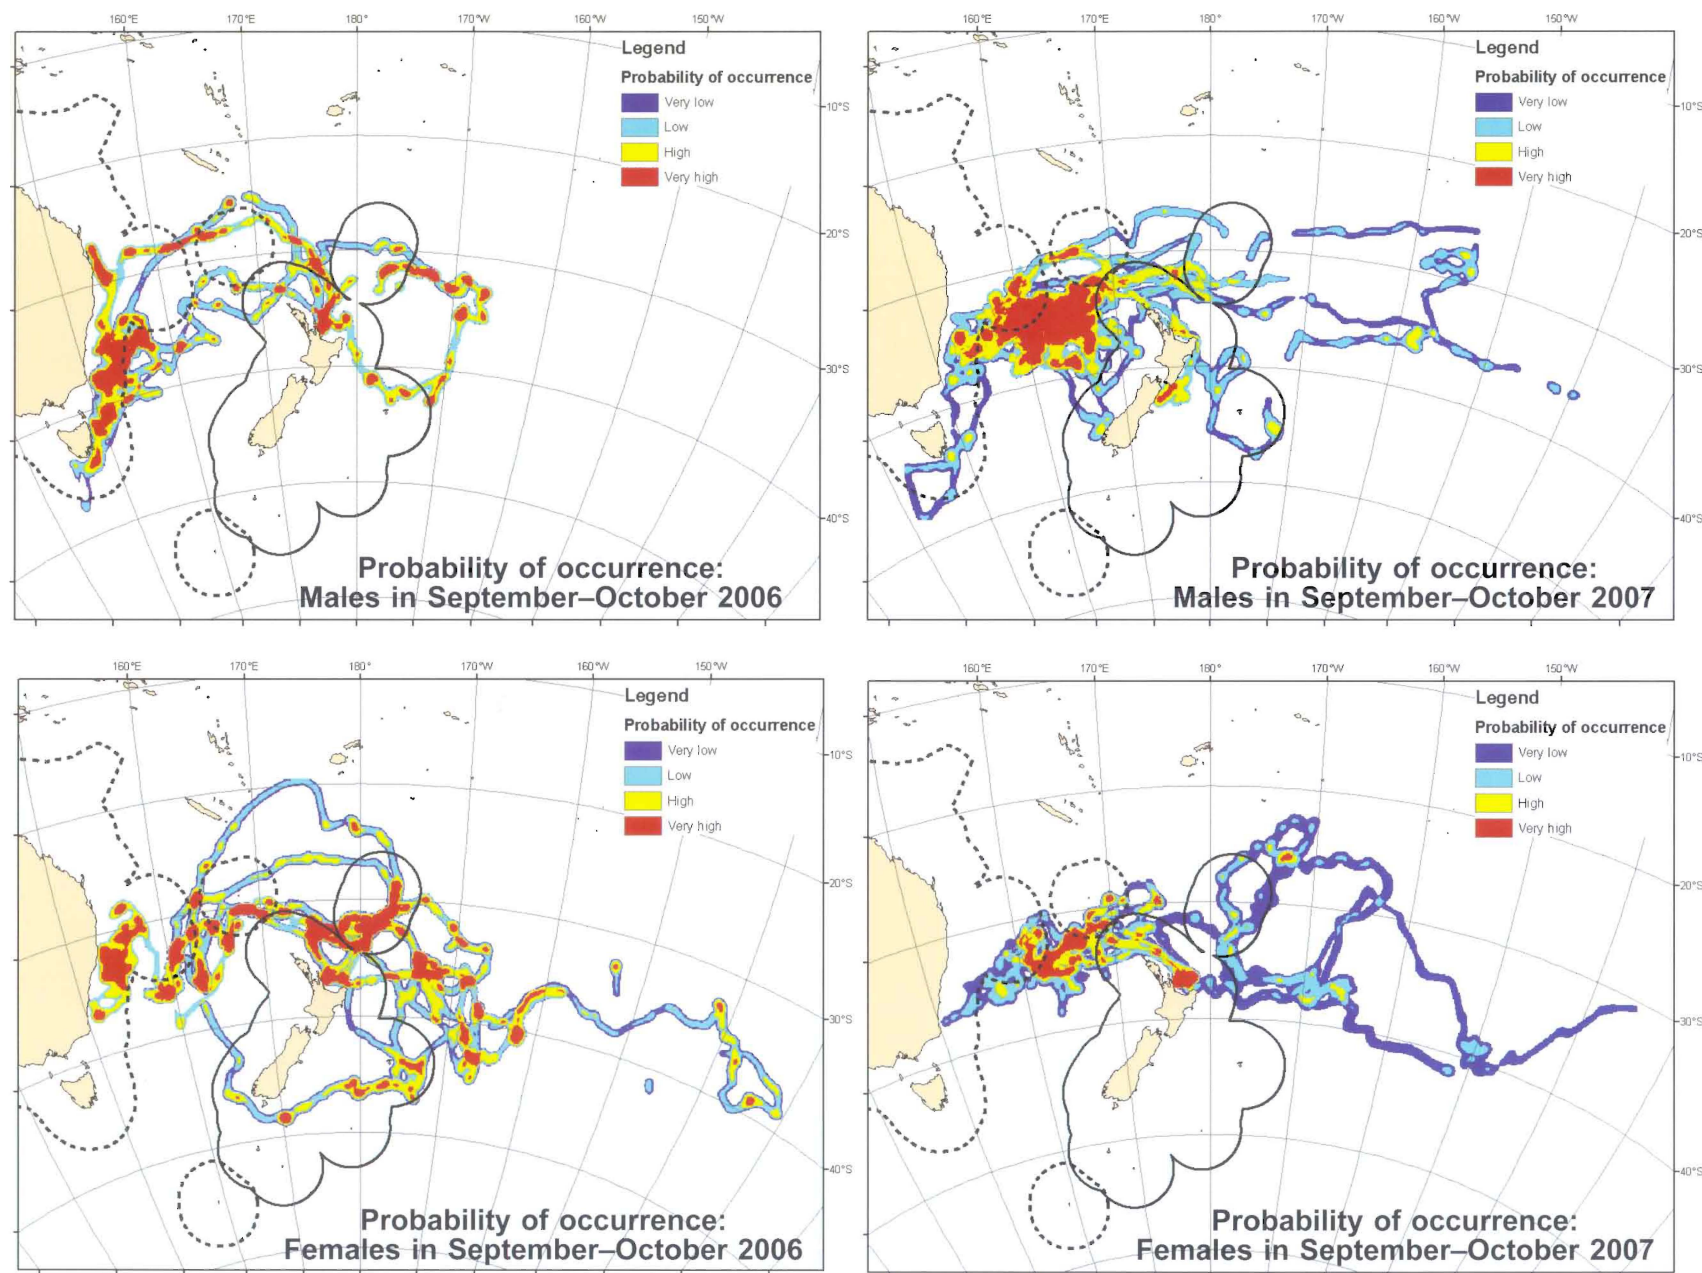 160°E 170°E 180° 170°W 160°W 150°W
Legend
Probability of occurrence
Very low
Low
High
Very high
10°S
20°S
30°S
40°S
Probability of occurrence:
Males in September–October 2006
160°E 170°E 180° 170°W 160°W 150°W
Legend
Probability of occurrence
Very low
Low
High
Very high
10°S
20°S
30°S
40°S
Probability of occurrence:
Males in September–October 2007
160°E 170°E 180° 170°W 160°W 150°W
Legend
Probability of occurrence
Very low
Low
High
Very high
10°S
20°S
30°S
40°S
Probability of occurrence:
Females in September–October 2006
160°E 170°E 180° 170°W 160°W 150°W
Legend
Probability of occurrence
Very low
Low
High
Very high
10°S
20°S
30°S
40°S
Probability of occurrence:
Females in September–October 2007